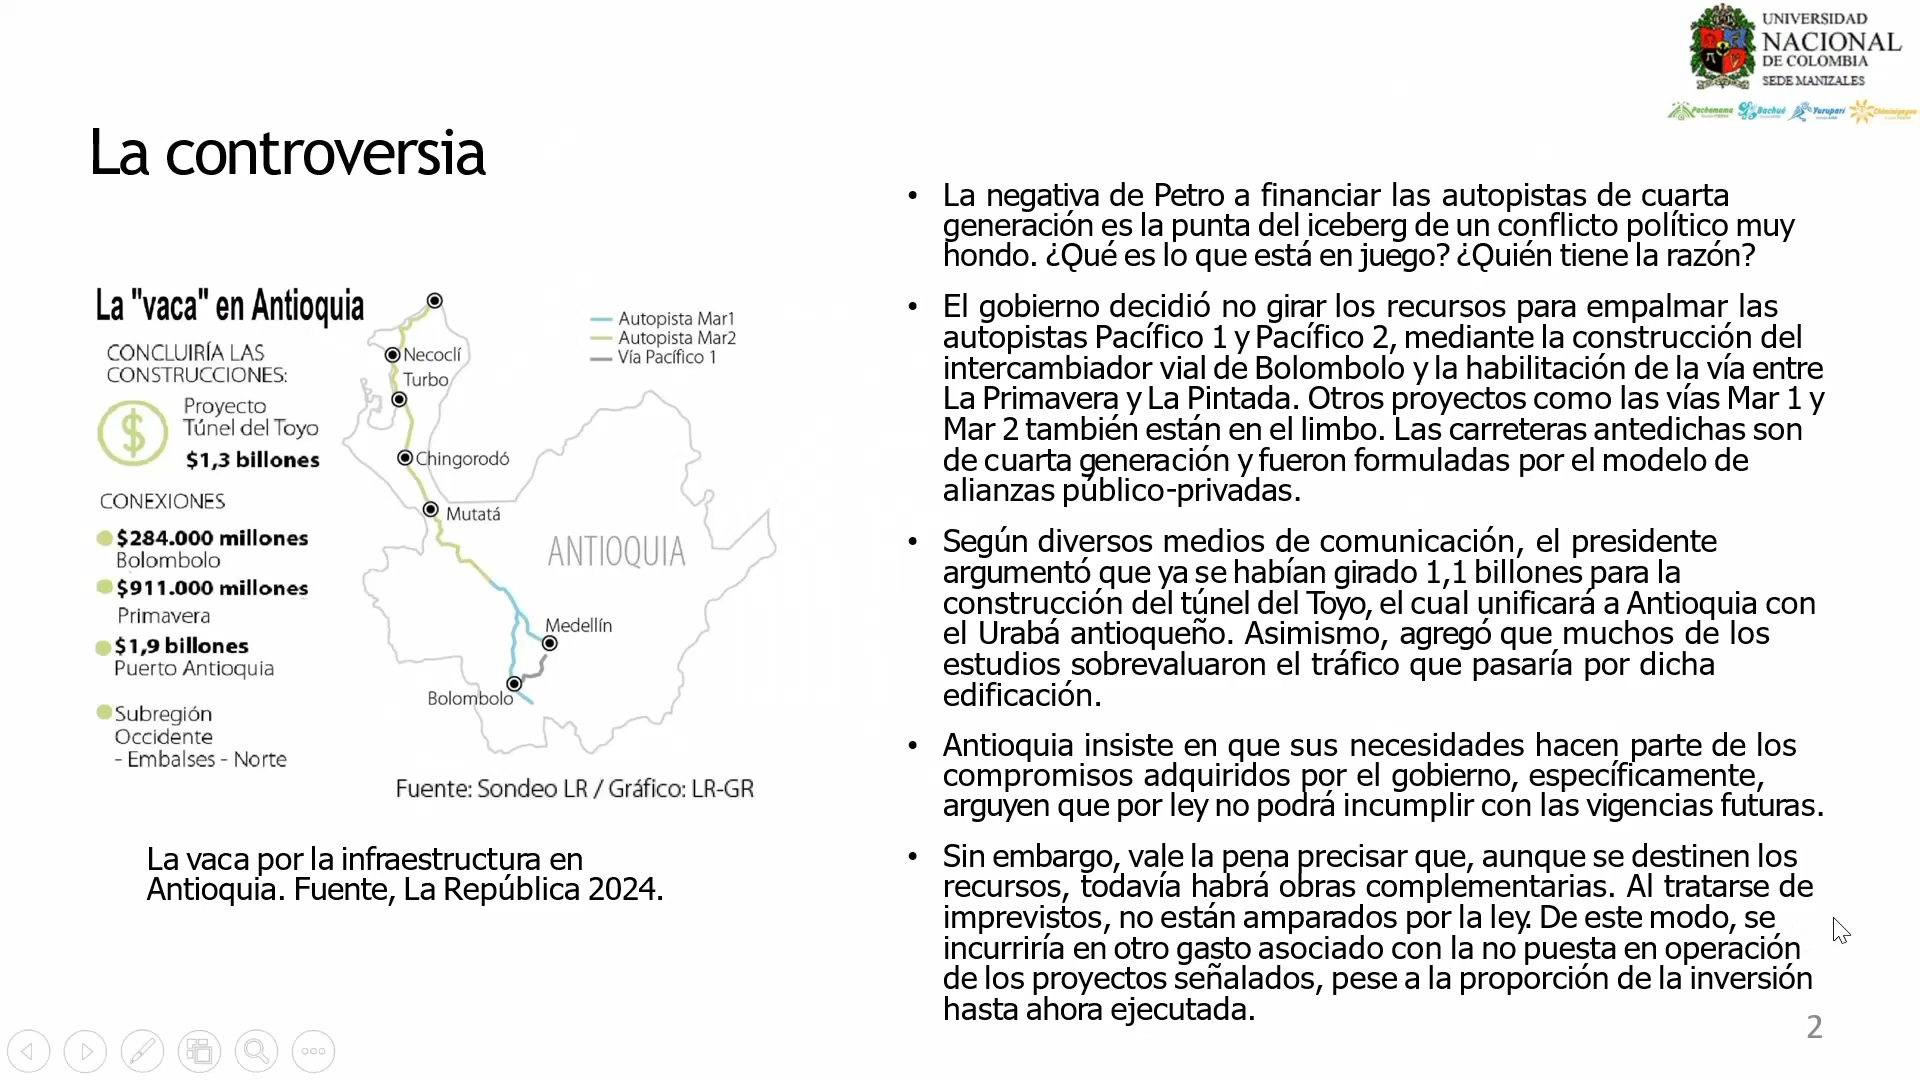 UNIVERSIDAD
NACIONAL
DE COLOMBIA
SEDE MANIZALES
Pachamama
Bachué
Yuruparí
La controversia
La "vaca" en Antioquia
CONCLUIRÍA LAS
CONSTRUCCIONES:
Proyecto
Túnel del Toyo
$1,3 billones
CONEXIONES
$284.000 millones
Bolombolo
$911.000 millones
Primavera
$1,9 billones
Puerto Antioquia
Subregión
Occidente
- Embalses - Norte
Autopista Mar1
Autopista Mar2
Vía Pacífico 1
Necoclí
Turbo
Chingorodó
Mutatá
ANTIOQUIA
Medellín
Bolombolo
Fuente: Sondeo LR / Gráfico: LR-GR
La vaca por la infraestructura en
Antioquia. Fuente, La República 2024.
• La negativa de Petro a financiar las autopistas de cuarta
generación es la punta del iceberg de un conflicto político muy
hondo. ¿Qué es lo que está en juego? ¿Quién tiene la razón?
• El gobierno decidió no girar los recursos para empalmar las
autopistas Pacífico 1 y Pacífico 2, mediante la construcción del
intercambiador vial de Bolombolo y la habilitación de la vía entre
La Primavera y La Pintada. Otros proyectos como las vías Mar 1 y
Mar 2 también están en el limbo. Las carreteras antedichas son
de cuarta generación y fueron formuladas por el modelo de
alianzas público-privadas.
• Según diversos medios de comunicación, el presidente
argumentó que ya se habían girado 1,1 billones para la
construcción del túnel del Toyo, el cual unificará a Antioquia con
el Urabá antioqueño. Asimismo, agregó que muchos de los
estudios sobrevaluaron el tráfico que pasaría por dicha
edificación.
• Antioquia insiste en que sus necesidades hacen parte de los
compromisos adquiridos por el gobierno, específicamente,
arguyen que por ley no podrá incumplir con las vigencias futuras.
• Sin embargo, vale la pena precisar que, aunque se destinen los
recursos, todavía habrá obras complementarias. Al tratarse de
imprevistos, no están amparados por la ley. De este modo, se
incurriría en otro gasto asociado con la no puesta en operación
de los proyectos señalados, pese a la proporción de la inversión
hasta ahora ejecutada.
2